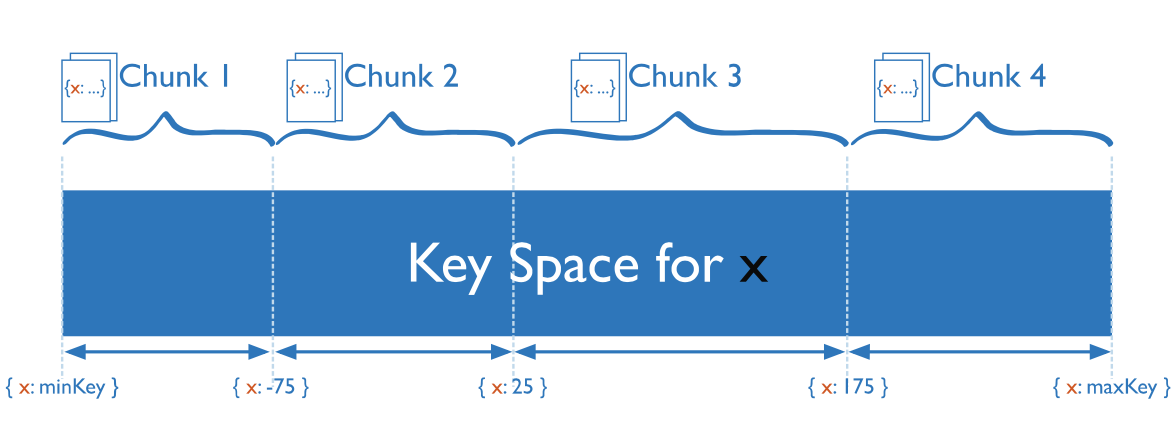 {x: ...} Chunk 1
{x: ...} Chunk 2
{x: ...} Chunk 3
{x: ...} Chunk 4
Key Space for x
{ x: minKey }
{ x: -75 }
{ x: 25 }
{ x: 175 }
{ x: maxKey }